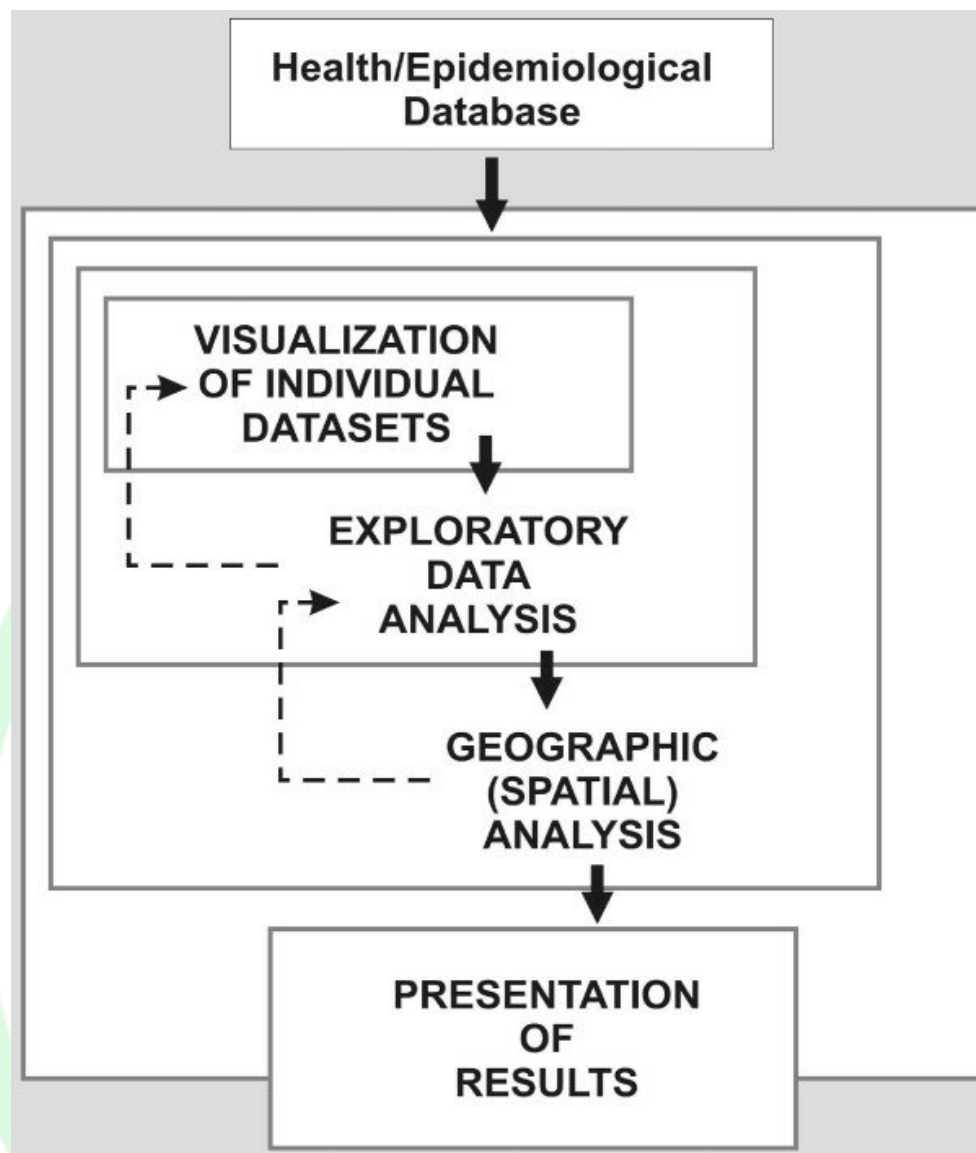 Health/Epidemiological
Database
VISUALIZATION
OF INDIVIDUAL
DATASETS
EXPLORATORY
DATA
ANALYSIS
GEOGRAPHIC
(SPATIAL)
ANALYSIS
PRESENTATION
OF
RESULTS